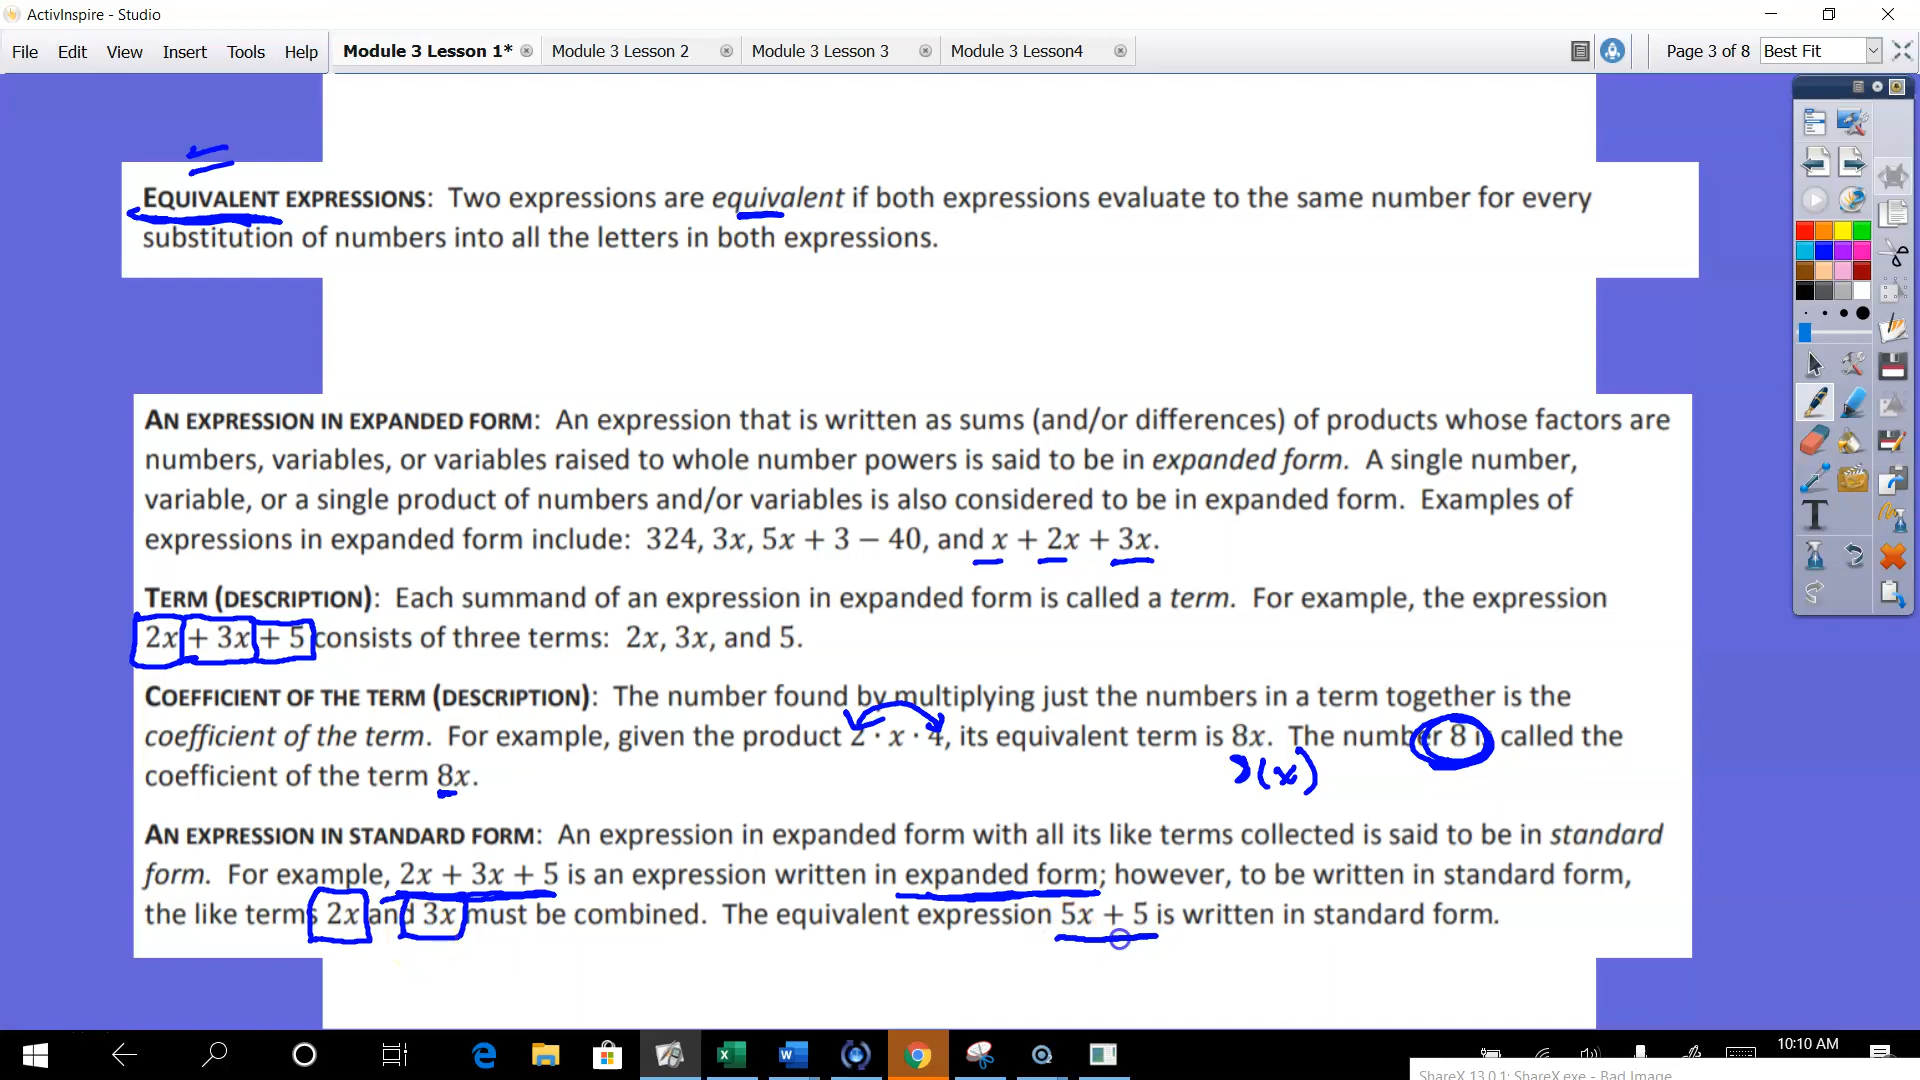 ActivInspire - Studio
File Edit View Insert Tools Help Module 3 Lesson 1* Module 3 Lesson 2 Module 3 Lesson 3 Module 3 Lesson4 Page 3 of 8 Best Fit
EQUIVALENT EXPRESSIONS: Two expressions are equivalent if both expressions evaluate to the same number for every
substitution of numbers into all the letters in both expressions.
AN EXPRESSION IN EXPANDED FORM: An expression that is written as sums (and/or differences) of products whose factors are
numbers, variables, or variables raised to whole number powers is said to be in expanded form. A single number,
variable, or a single product of numbers and/or variables is also considered to be in expanded form. Examples of
expressions in expanded form include: 324, 3x, 5x + 3 − 40, and x + 2x + 3x.
TERM (DESCRIPTION): Each summand of an expression in expanded form is called a term. For example, the expression
2x + 3x + 5 consists of three terms: 2x, 3x, and 5.
COEFFICIENT OF THE TERM (DESCRIPTION): The number found by multiplying just the numbers in a term together is the
coefficient of the term. For example, given the product 2 · x · 4, its equivalent term is 8x. The number 8 is called the
coefficient of the term 8x.
(x)
AN EXPRESSION IN STANDARD FORM: An expression in expanded form with all its like terms collected is said to be in standard
form. For example, 2x + 3x + 5 is an expression written in expanded form; however, to be written in standard form,
the like terms 2x and 3x must be combined. The equivalent expression 5x + 5 is written in standard form.
10:10 AM
ShareX 13.0.1: ShareX.exe - Bad Image